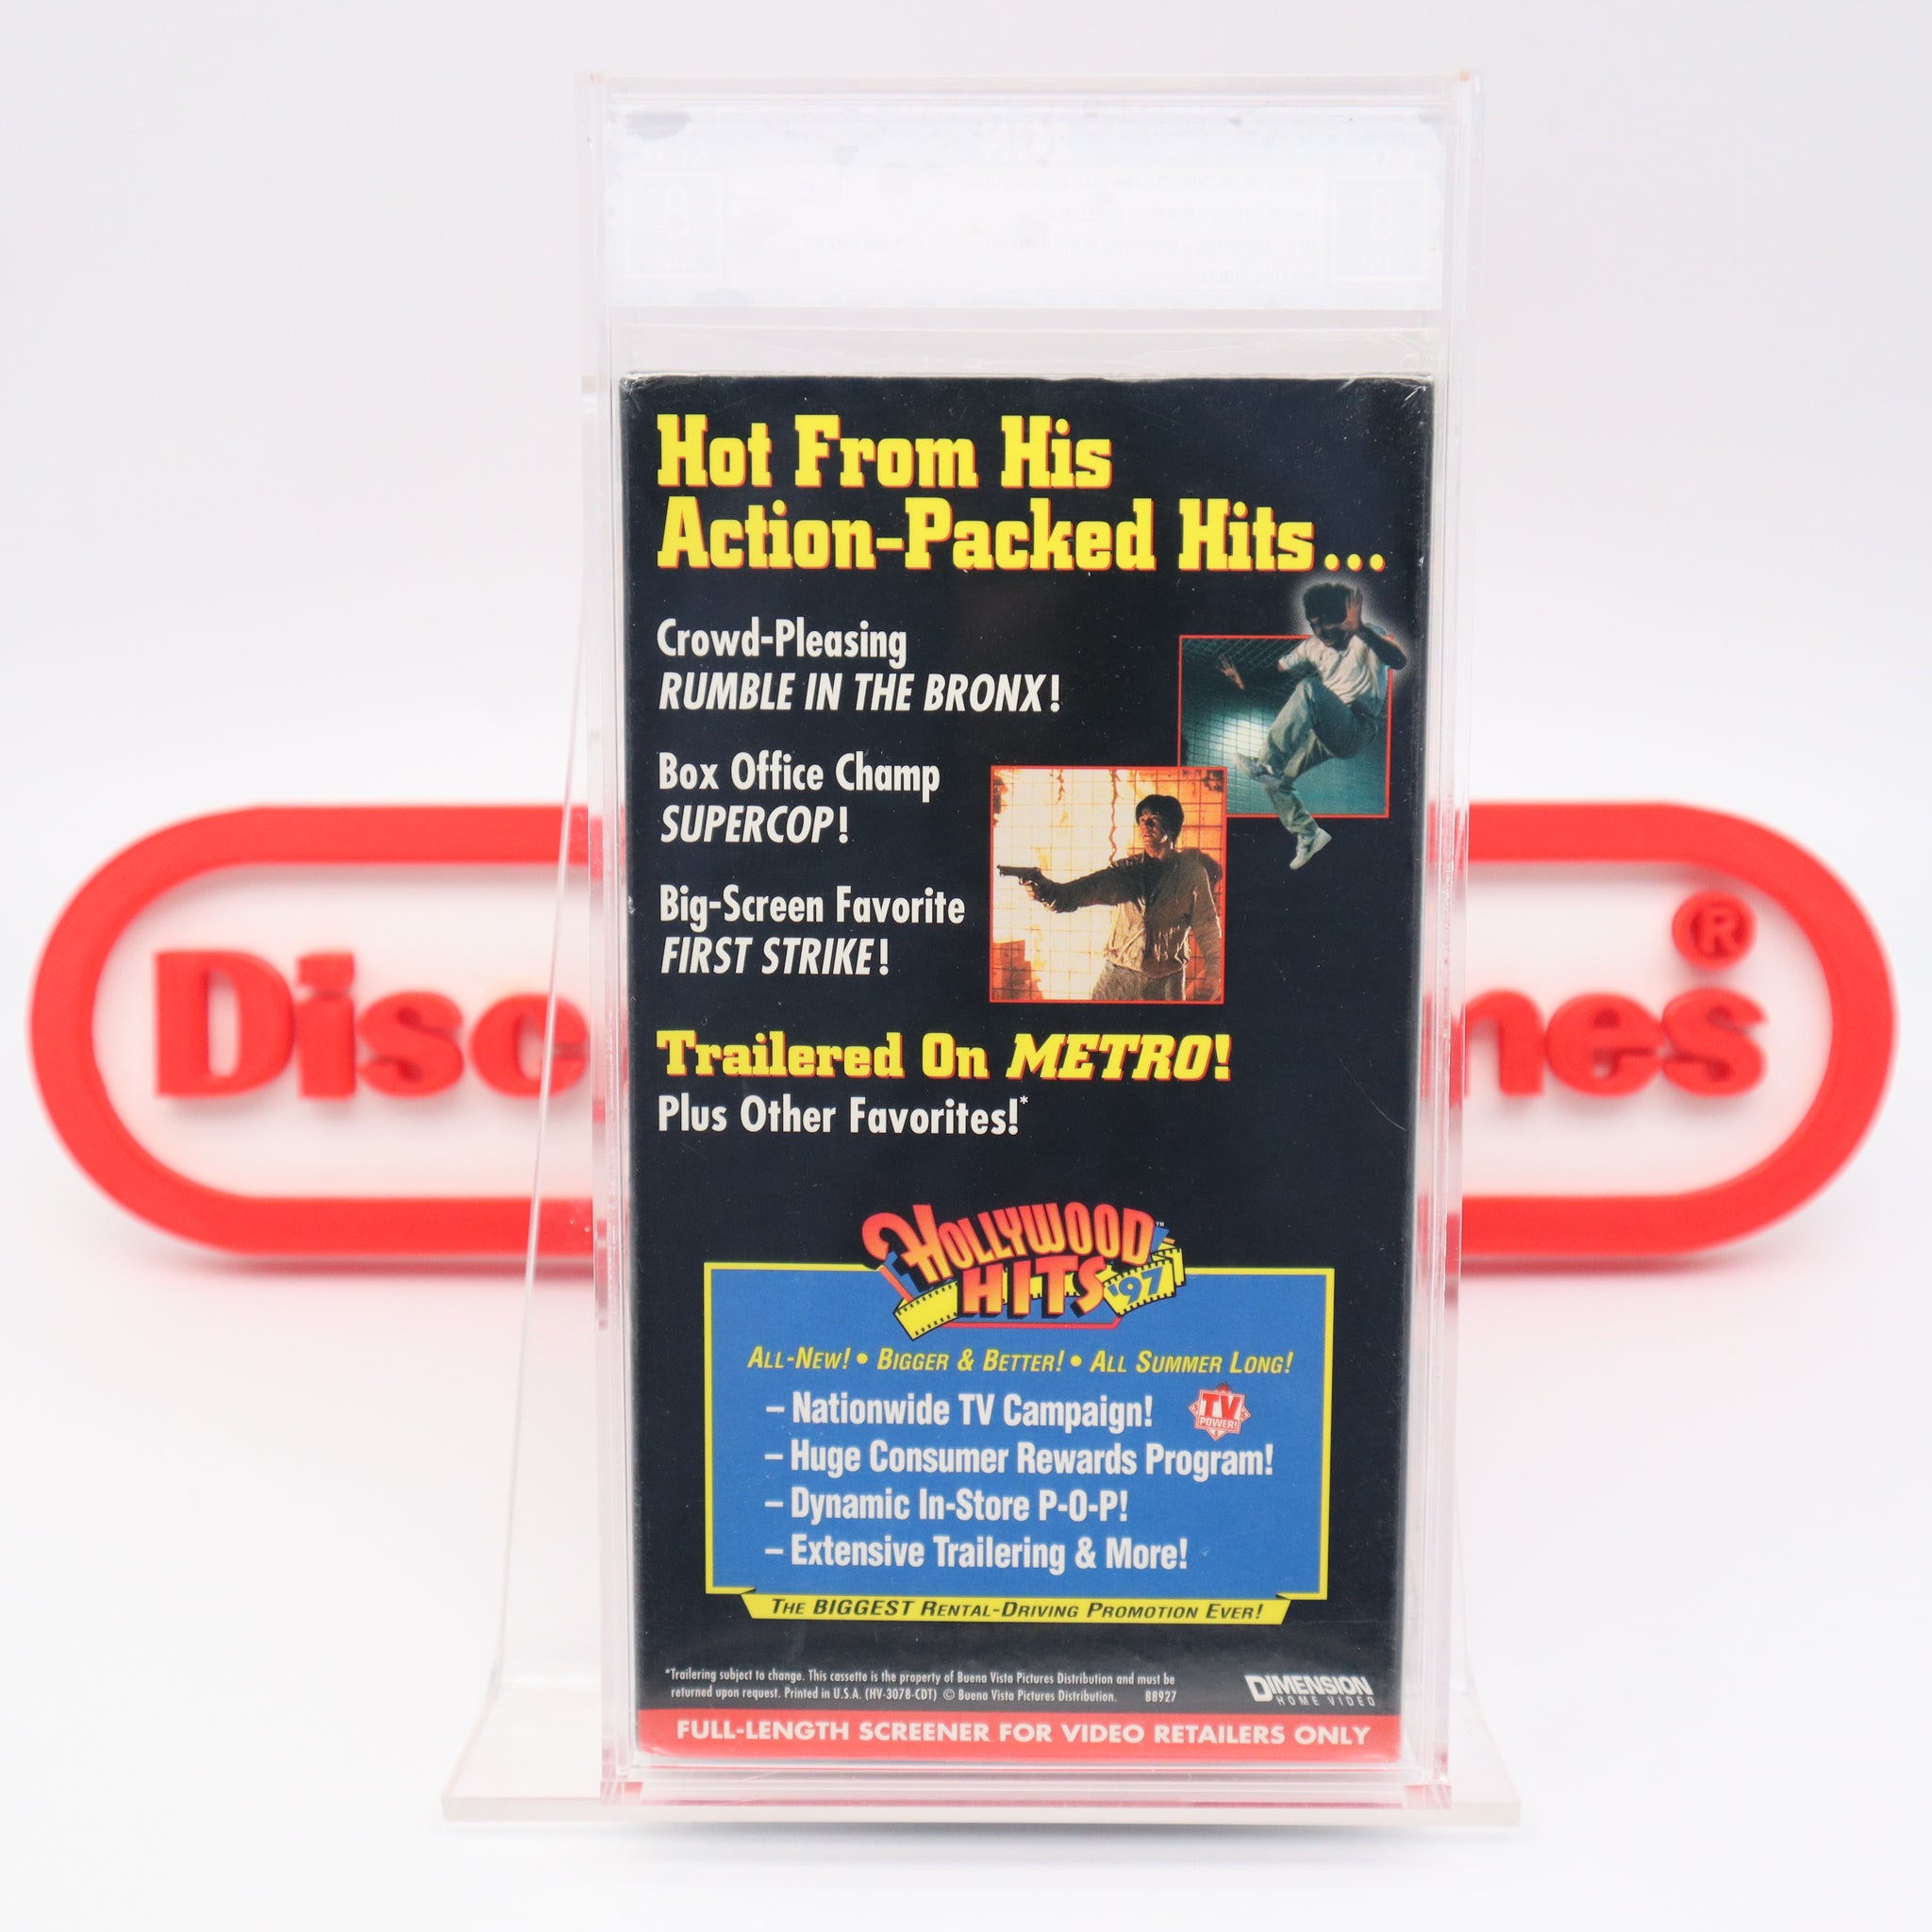 Hot From His
Action-Packed Hits...
Crowd-Pleasing
RUMBLE IN THE BRONX!
Box Office Champ
SUPERCOP!
Big-Screen Favorite
FIRST STRIKE!
Trailered On METRO!
Plus Other Favorites!*
Disc
mes ®
HOLLYWOOD™
HITS '97
ALL-NEW! • BIGGER & BETTER! • ALL SUMMER LONG!
– Nationwide TV Campaign!
TV
POWER!
– Huge Consumer Rewards Program!
– Dynamic In-Store P-O-P!
– Extensive Trailering & More!
THE BIGGEST RENTAL-DRIVING PROMOTION EVER!
*Trailering subject to change. This cassette is the property of Buena Vista Pictures Distribution and must be
returned upon request. Printed in U.S.A. (HV-3078-CDT) © Buena Vista Pictures Distribution. B8927
DIMENSION
HOME VIDEO
FULL-LENGTH SCREENER FOR VIDEO RETAILERS ONLY